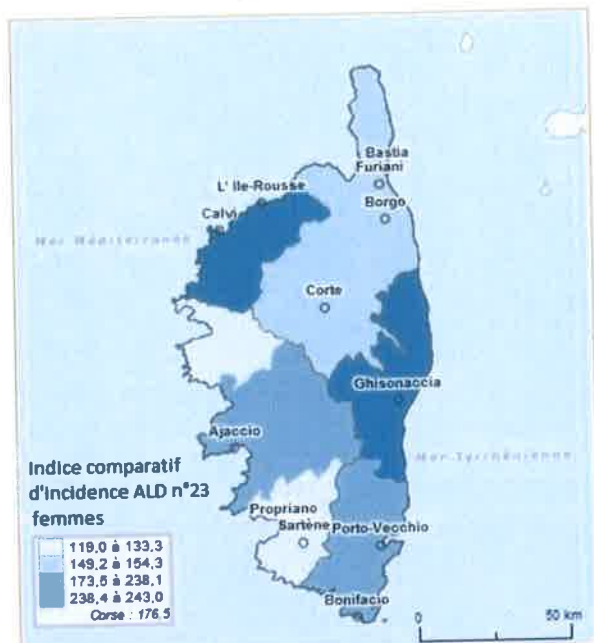 Bastia
Furiani
L' Ile-Rousse
Borgo
Calvi
Mer Méditerranée
Corte
Ghisonaccia
Ajaccio
Mer Tyrrhénienne
Indice comparatif
d'incidence ALD n°23
femmes
Propriano
Sartène
Porto-Vecchio
119,0 à 133,3
149,2 à 154,3
173,5 à 238,1
238,4 à 243,0
Corse : 176,5
Bonifacio
0
50 km